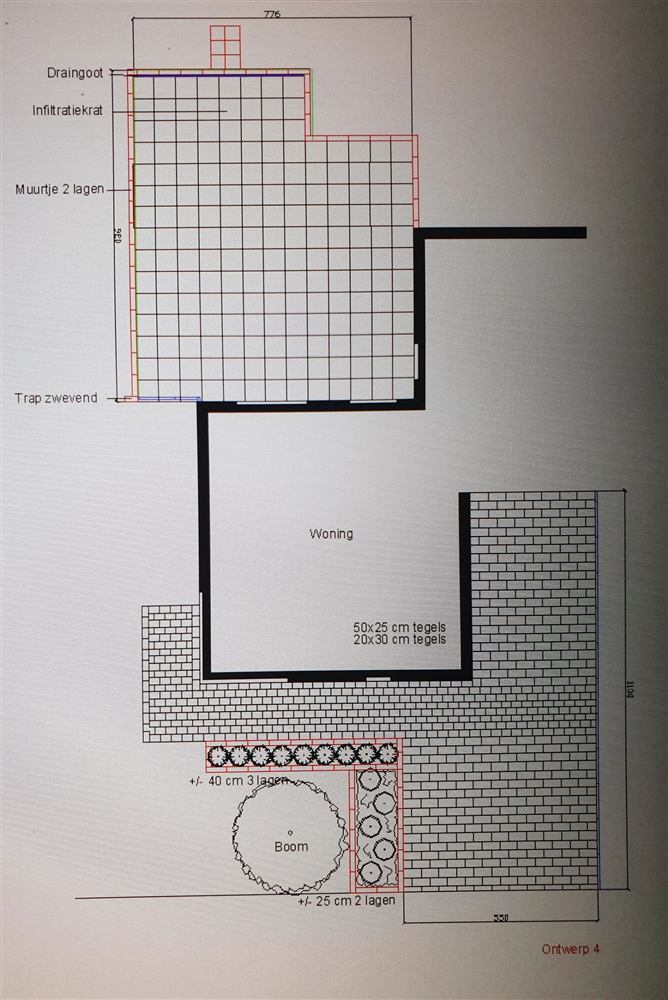 776
Draingoot
Infiltratiekrat
Muurtje 2 lagen
Trap zwevend
Woning
50x25 cm tegels
20x30 cm tegels
+/- 40 cm 3 lagen
Boom
+/- 25 cm 2 lagen
550
Ontwerp 4